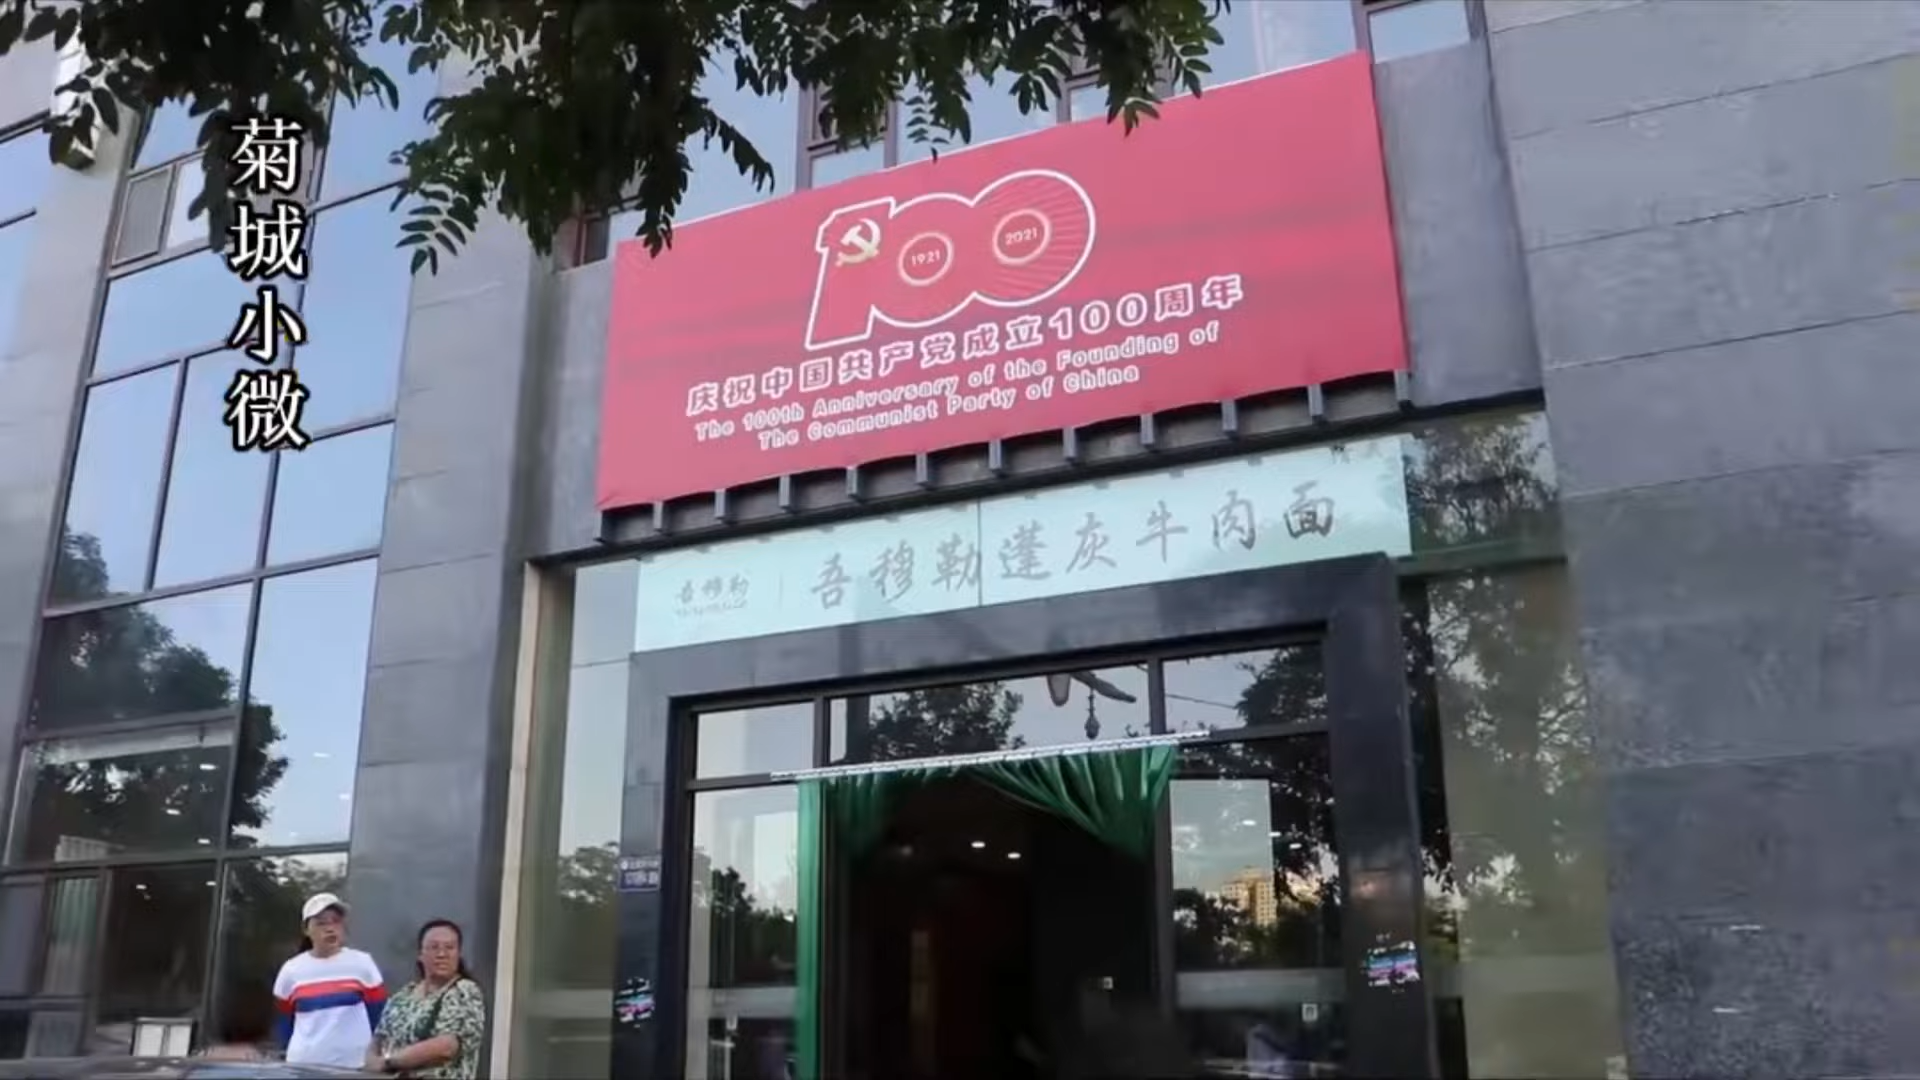 菊城小微
100
1921
2021
庆祝中国共产党成立100周年
The 100th Anniversary of the Founding of
The Communist Party of China
吾穆勒
吾穆勒蓬灰牛肉面